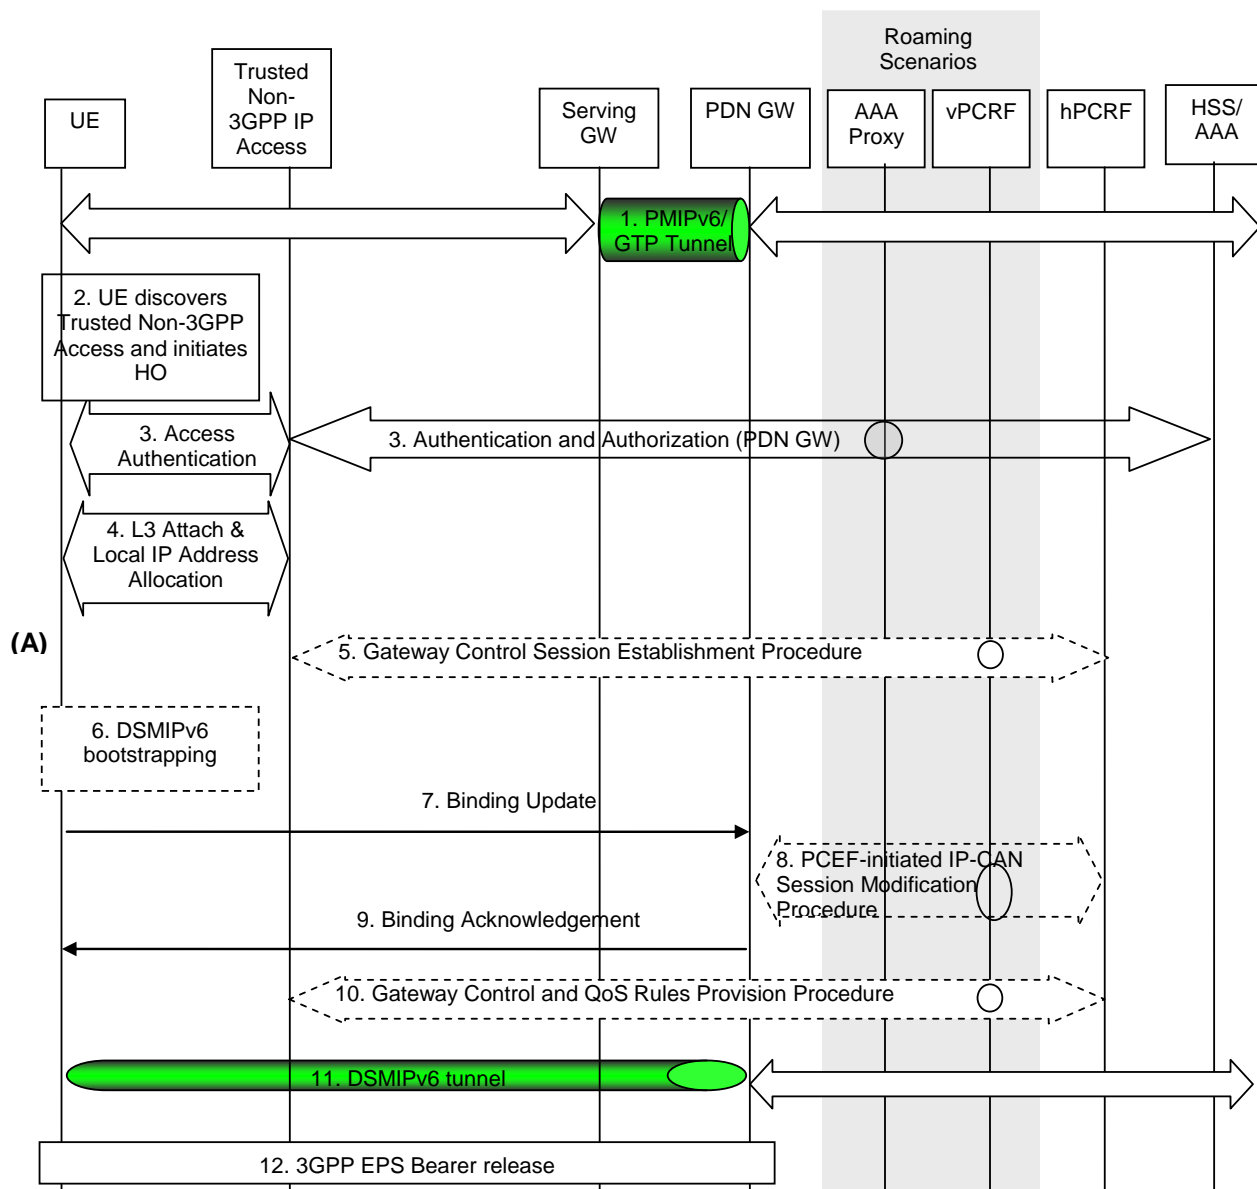 Roaming
Scenarios
UE
Trusted
Non-
3GPP IP
Access
Serving
GW
PDN GW
AAA
Proxy
vPCRF
hPCRF
HSS/
AAA
1. PMIPv6/
GTP Tunnel
2. UE discovers
Trusted Non-3GPP
Access and initiates
HO
3. Access
Authentication
3. Authentication and Authorization (PDN GW)
4. L3 Attach &
Local IP Address
Allocation
(A)
5. Gateway Control Session Establishment Procedure
6. DSMIPv6
bootstrapping
7. Binding Update
8. PCEF-initiated IP-CAN
Session Modification
Procedure
9. Binding Acknowledgement
10. Gateway Control and QoS Rules Provision Procedure
11. DSMIPv6 tunnel
12. 3GPP EPS Bearer release